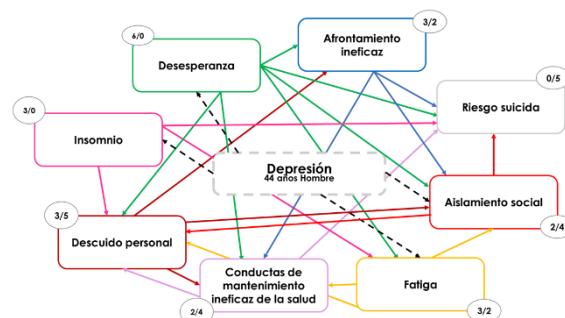 6/0
Desesperanza
Afrontamiento
ineficaz
3/2
0/5
Riesgo suicida
3/0
Insomnio
Depresión
44 años Hombre
Aislamiento social
2/4
3/5
Descuido personal
Conductas de
mantenimiento
ineficaz de la salud
2/4
Fatiga
3/2